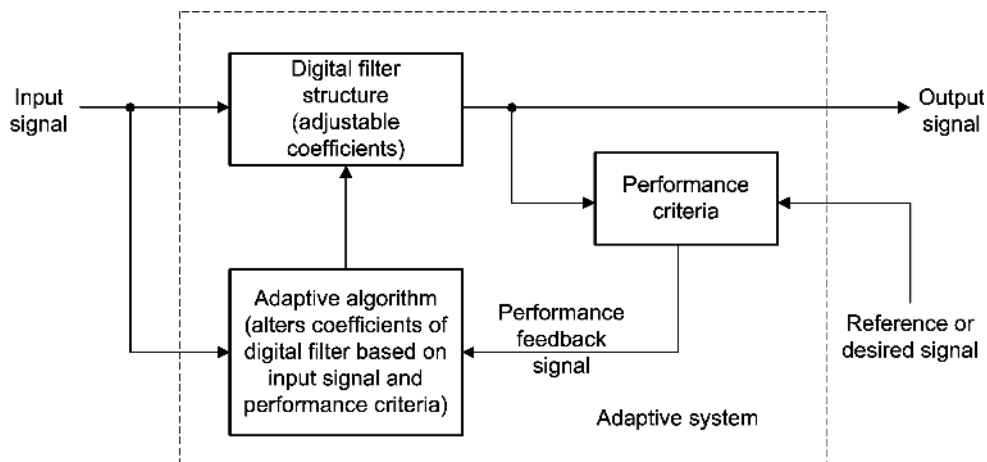 Input
signal
Digital filter
structure
(adjustable
coefficients)
Output
signal
Performance
criteria
Adaptive algorithm
(alters coefficients of
digital filter based on
input signal and
performance criteria)
Performance
feedback
signal
Reference or
desired signal
Adaptive system